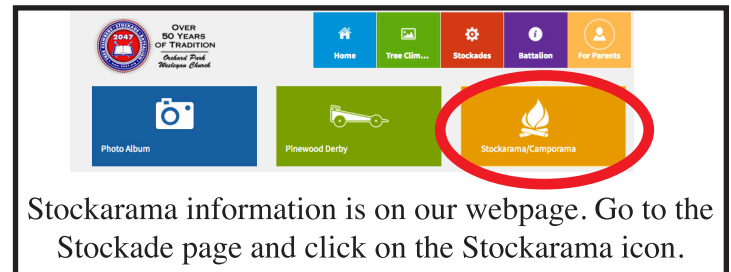 OVER
50 YEARS
OF TRADITION
Orchard Park
Wesleyan Church
2047
Home
Tree Clim...
Stockades
Battalion
For Parents
Photo Album
Pinewood Derby
Stockarama/Camporama
Stockarama information is on our webpage. Go to the
Stockade page and click on the Stockarama icon.